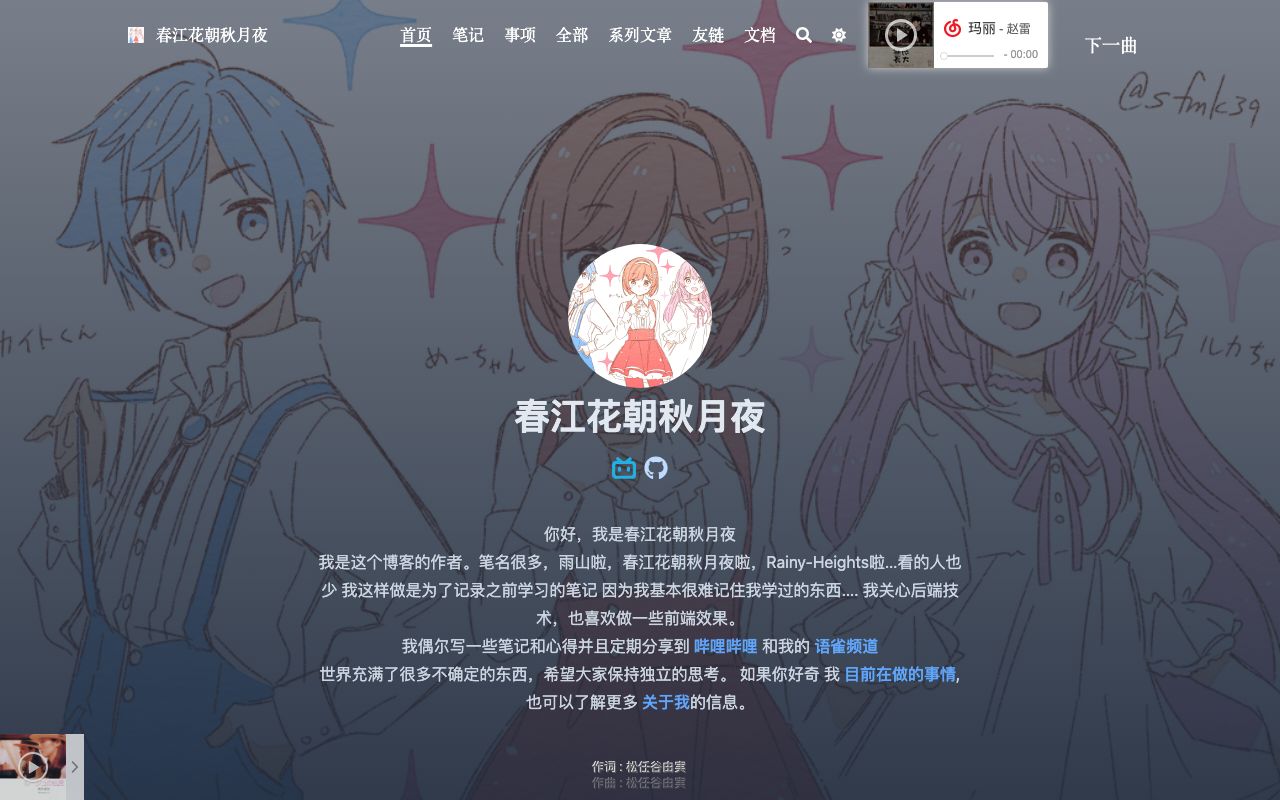 春江花朝秋月夜
首页 笔记 事项 全部 系列文章 友链 文档
玛丽 - 赵雷
- 00:00
下一曲
@sfmk39
カイトくん
めーちゃん
ルカちゃ
春江花朝秋月夜
你好，我是春江花朝秋月夜
我是这个博客的作者。笔名很多，雨山啦，春江花朝秋月夜啦，Rainy-Heights啦...看的人也
少 我这样做是为了记录之前学习的笔记 因为我基本很难记住我学过的东西.... 我关心后端技
术，也喜欢做一些前端效果。
我偶尔写一些笔记和心得并且定期分享到 哔哩哔哩 和我的 语雀频道
世界充满了很多不确定的东西，希望大家保持独立的思考。 如果你好奇 我 目前在做的事情,
也可以了解更多 关于我的信息。
作词 : 松任谷由実
作曲 : 松任谷由実